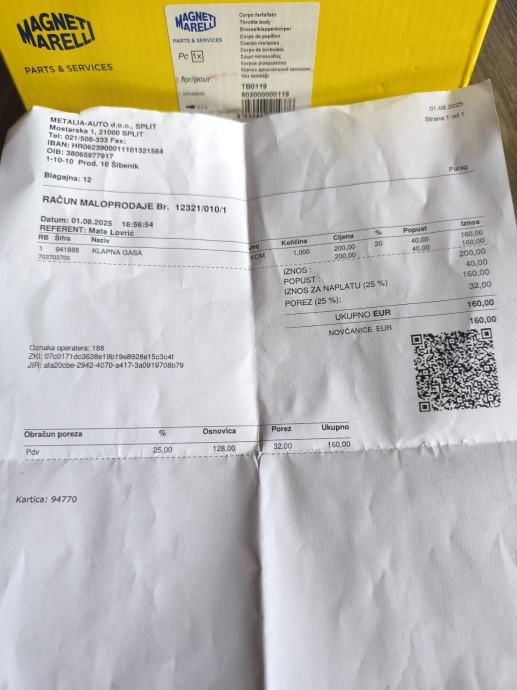 MAGNETI
MARELLI
PARTS & SERVICES
MAGNETI
MARELLI
PARTS & SERVICES
Pc 1x
for/pour
Corpo farfallato
Throttle body
Drosselklappenkörper
Corps de papillon
Cuerpo mariposa
TB0119
802000000119
METALIA-AUTO d.o.o., SPLIT
Mostarska 1, 21000 SPLIT
Tel: 021/508-333 Fax:
IBAN: HR0623900011101321564
OIB: 38065977917
1-10-10 Prod. 10 Šibenik
01.08.2025
Strana 1 od 1
Blagajna: 12
Parag
RAČUN MALOPRODAJE Br. 12321/010/1
Datum: 01.08.2025 16:56:54
REFERENT: Mate Lovrić
RB Šifra Naziv Količina Cijena % Popust Iznos
1 941888 KLAPNA GASA KOM 1,000 200,00 20 40,00 160,00
703703700 200,00 40,00 160,00
IZNOS : 200,00
POPUST : 40,00
IZNOS ZA NAPLATU (25 %) 160,00
POREZ (25 %): 32,00
UKUPNO EUR 160,00
NOVČANICE EUR 160,00
Oznaka operatera: 188
ZKI: 07c0171dc3638e19b19e8928e15c3c4f
JIR: afa20cbe-2942-4070-a417-3a0919708b79
Obračun poreza % Osnovica Porez Ukupno
Pdv 25,00 128,00 32,00 160,00
Kartica: 94770